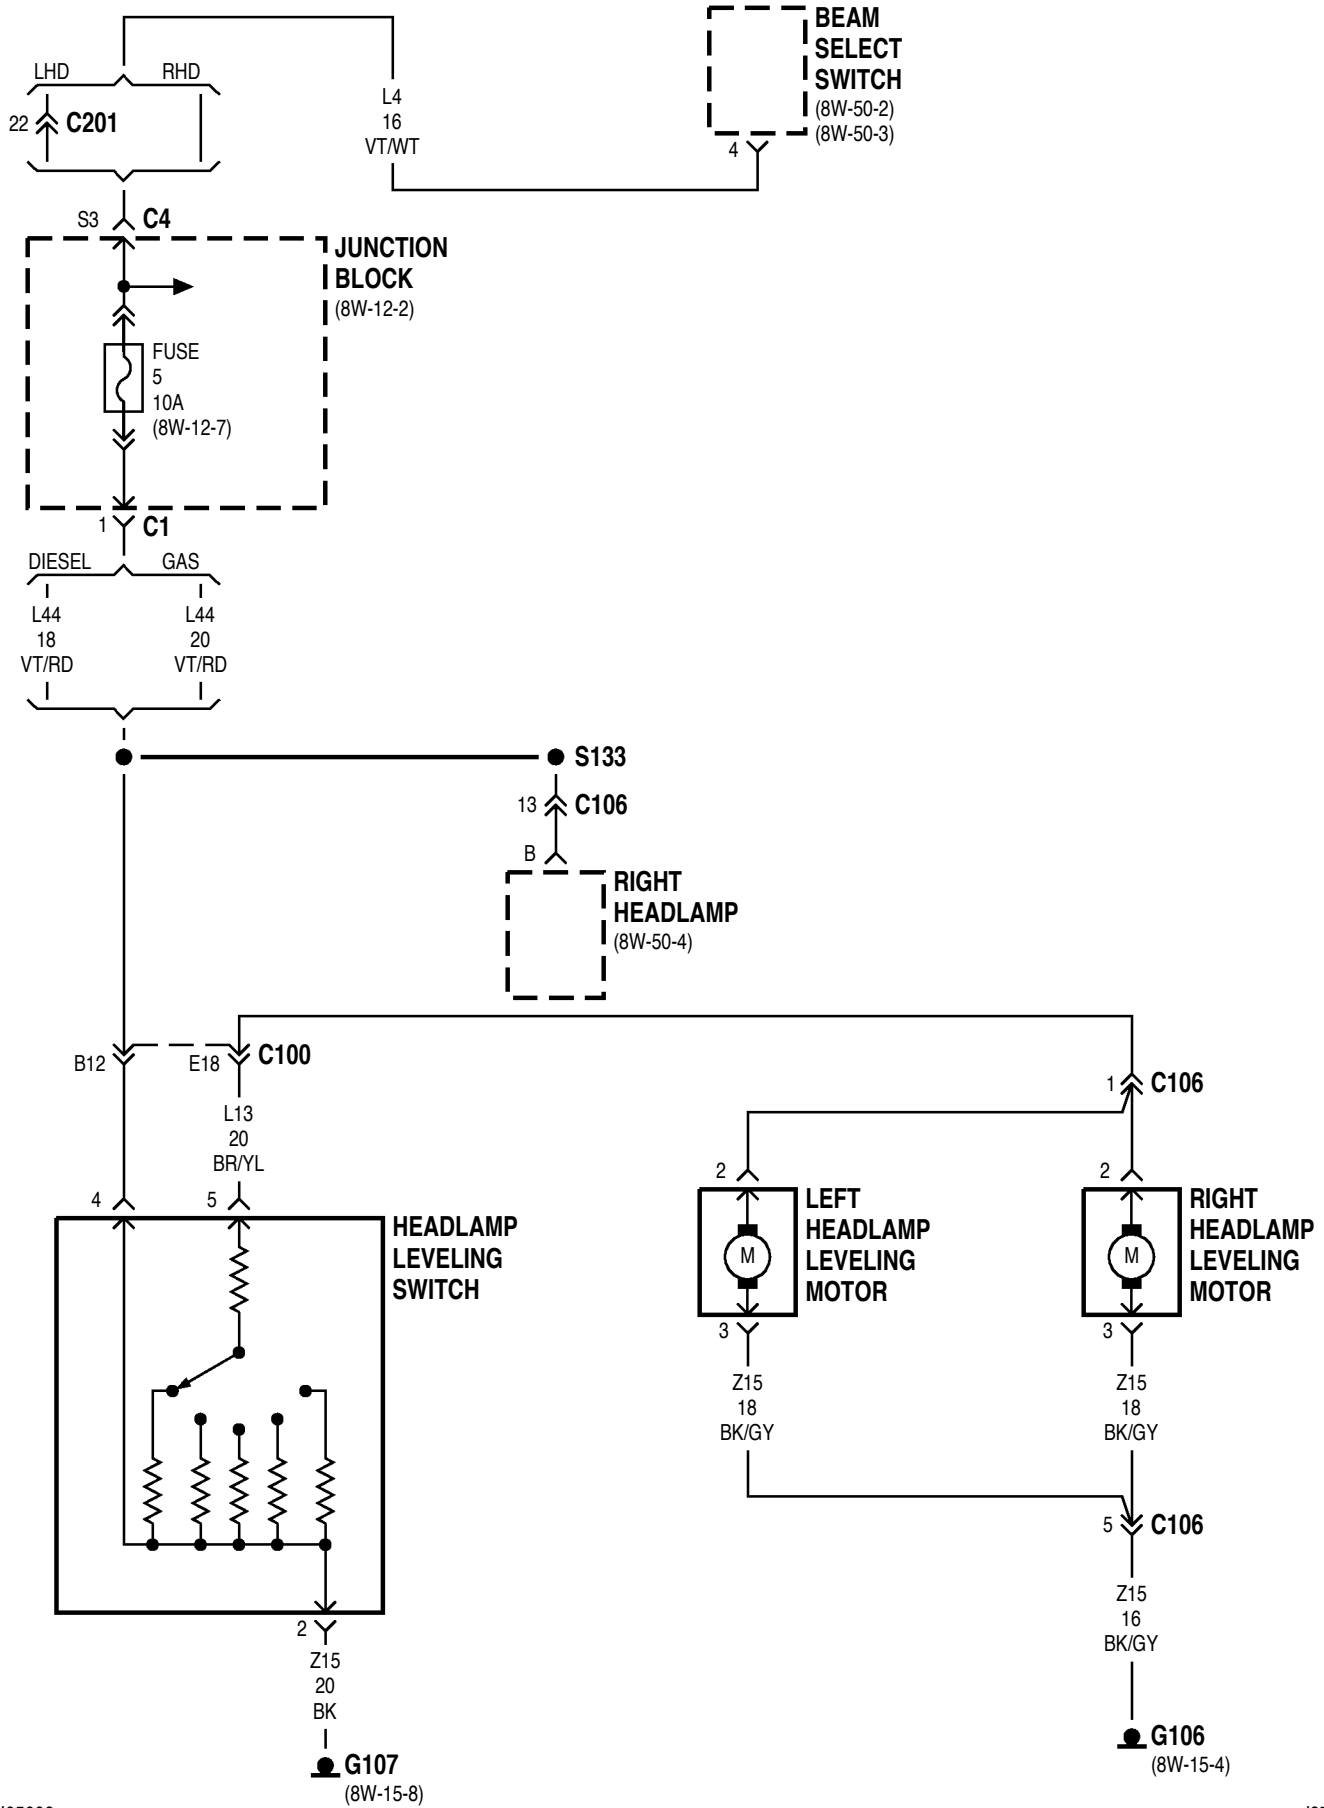 BEAM
SELECT
SWITCH
(8W-50-2)
(8W-50-3)
4
LHD
RHD
22
C201
L4
16
VT/WT
S3
C4
JUNCTION
BLOCK
(8W-12-2)
FUSE
5
10A
(8W-12-7)
1
C1
DIESEL
GAS
L44
18
VT/RD
L44
20
VT/RD
S133
13
C106
B
RIGHT
HEADLAMP
(8W-50-4)
B12
E18
C100
L13
20
BR/YL
1
C106
4
5
HEADLAMP
LEVELING
SWITCH
2
LEFT
HEADLAMP
LEVELING
MOTOR
M
3
2
RIGHT
HEADLAMP
LEVELING
MOTOR
M
3
Z15
18
BK/GY
Z15
18
BK/GY
5
C106
Z15
16
BK/GY
2
Z15
20
BK
G107
(8W-15-8)
G106
(8W-15-4)